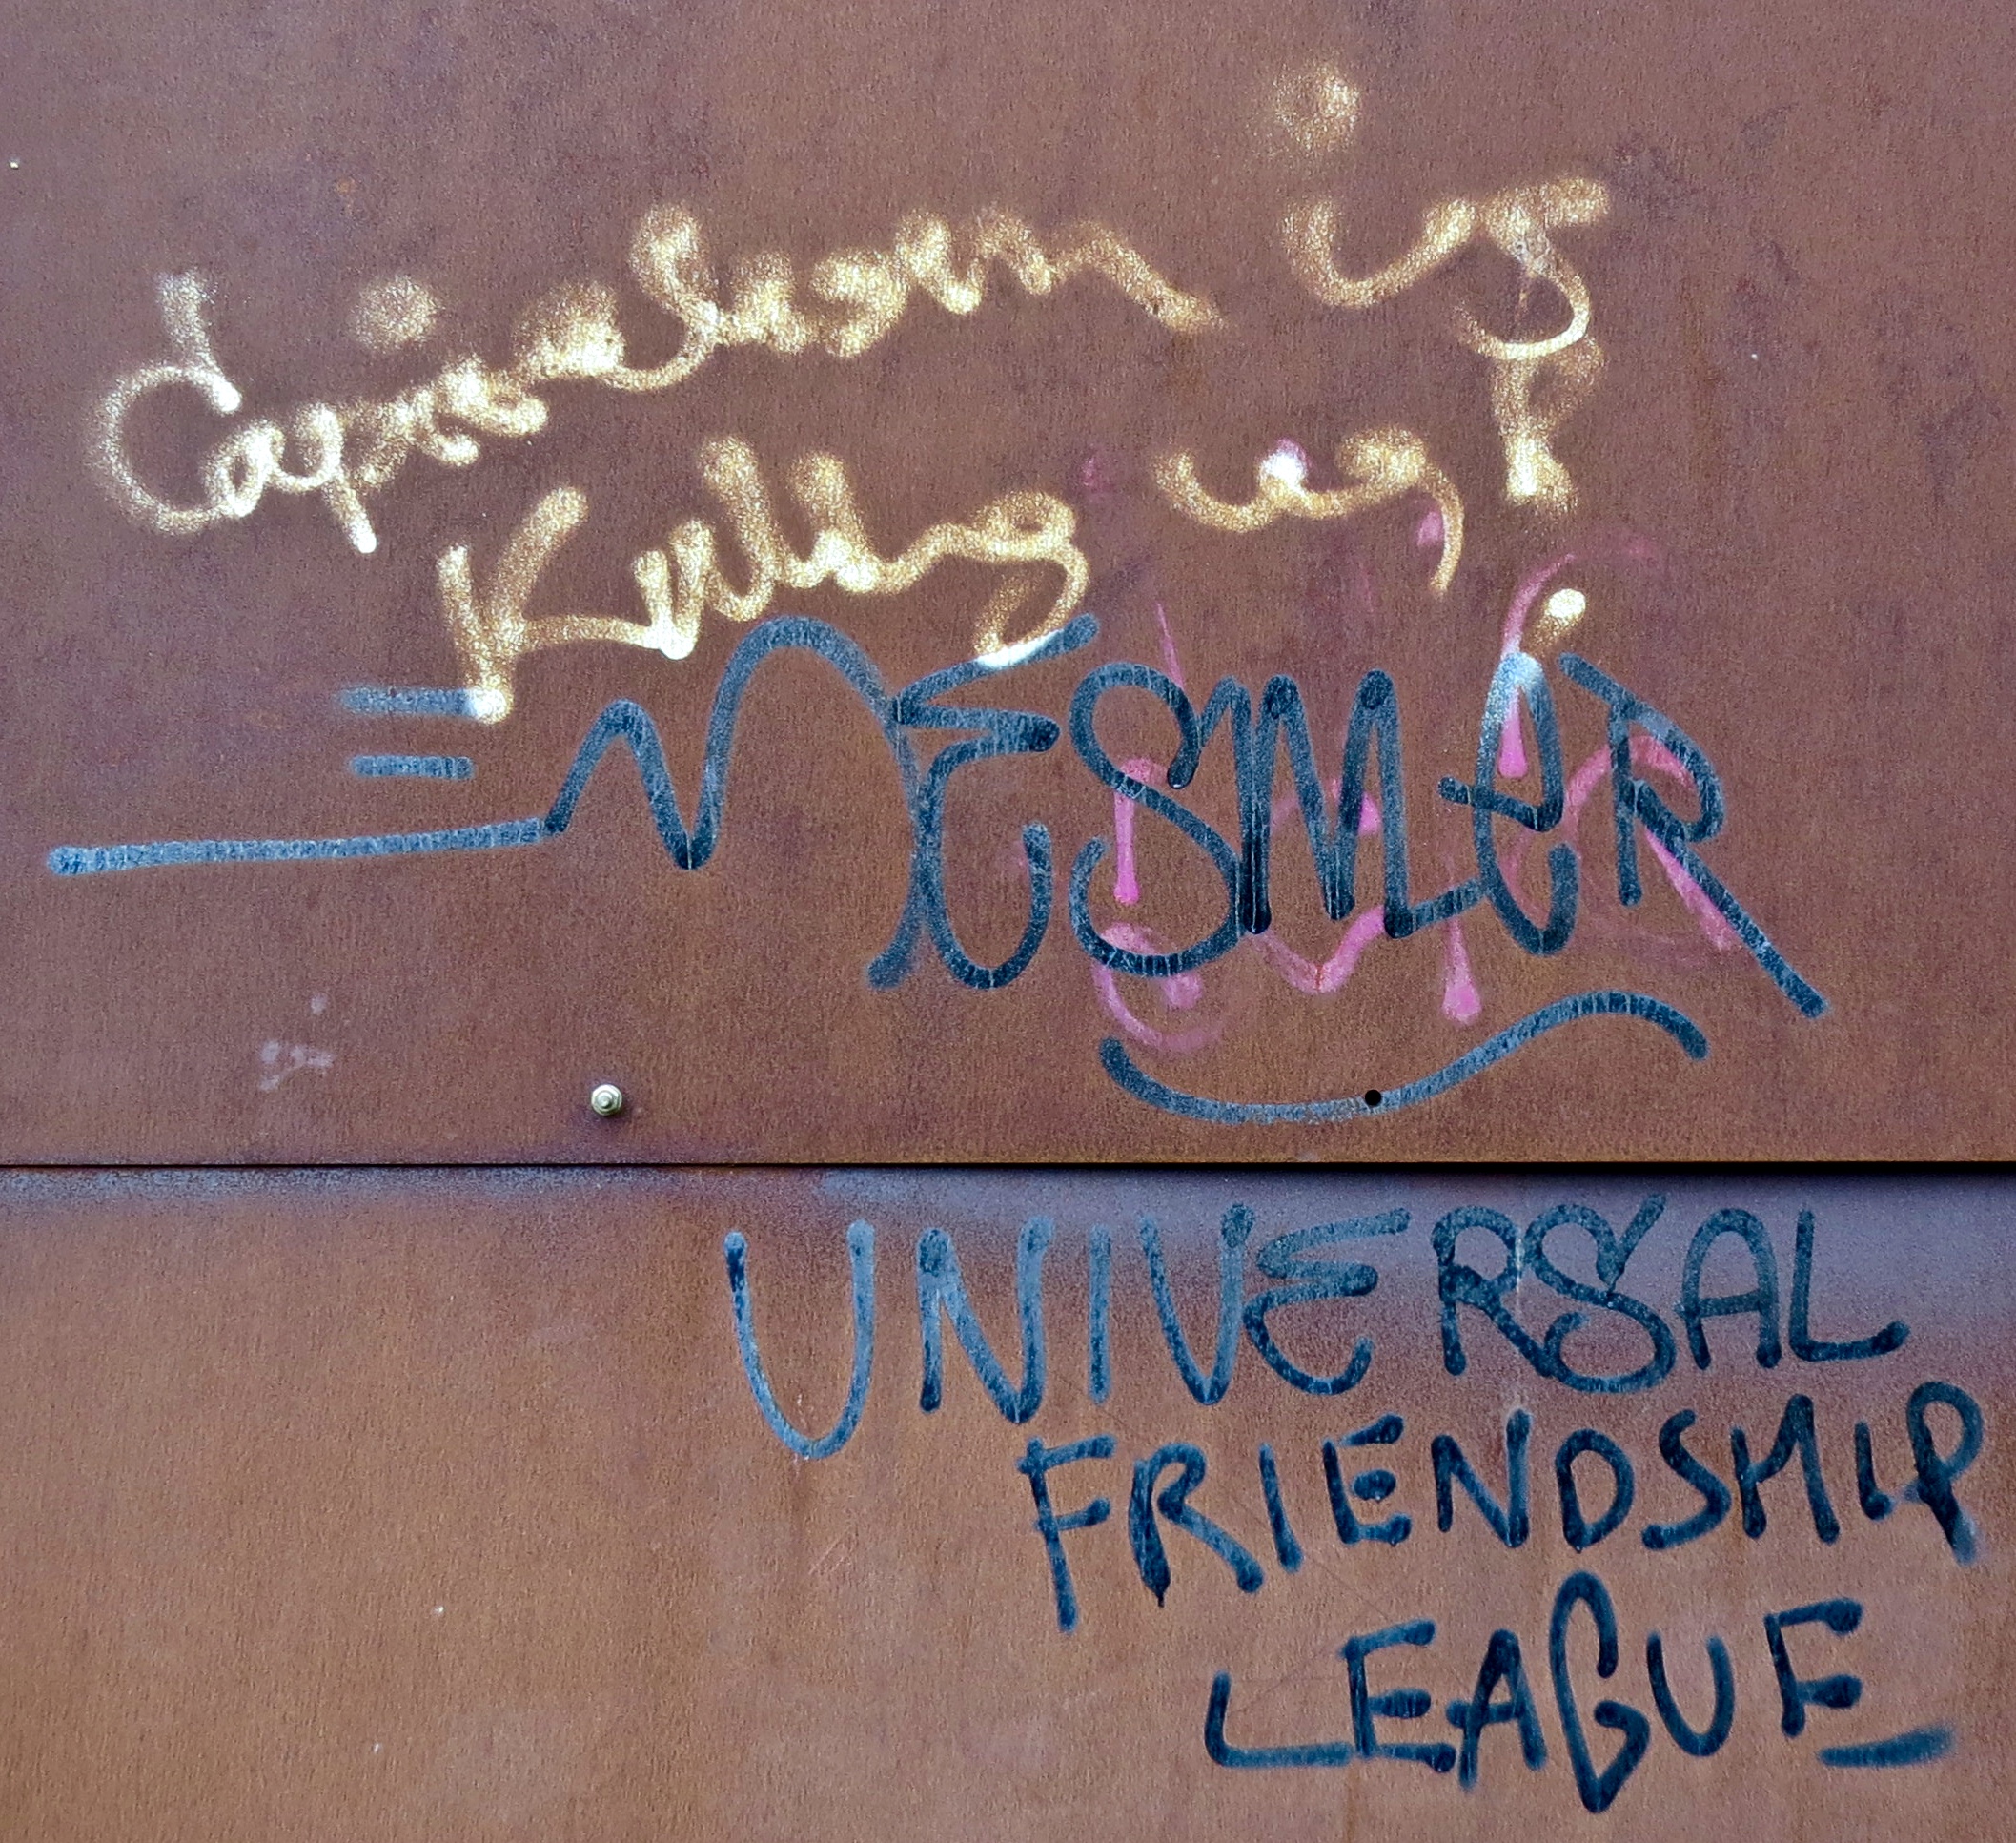 Capitalism is
Killing us!
MESMER
UNIVERSAL
FRIENDSHIP
LEAGUE